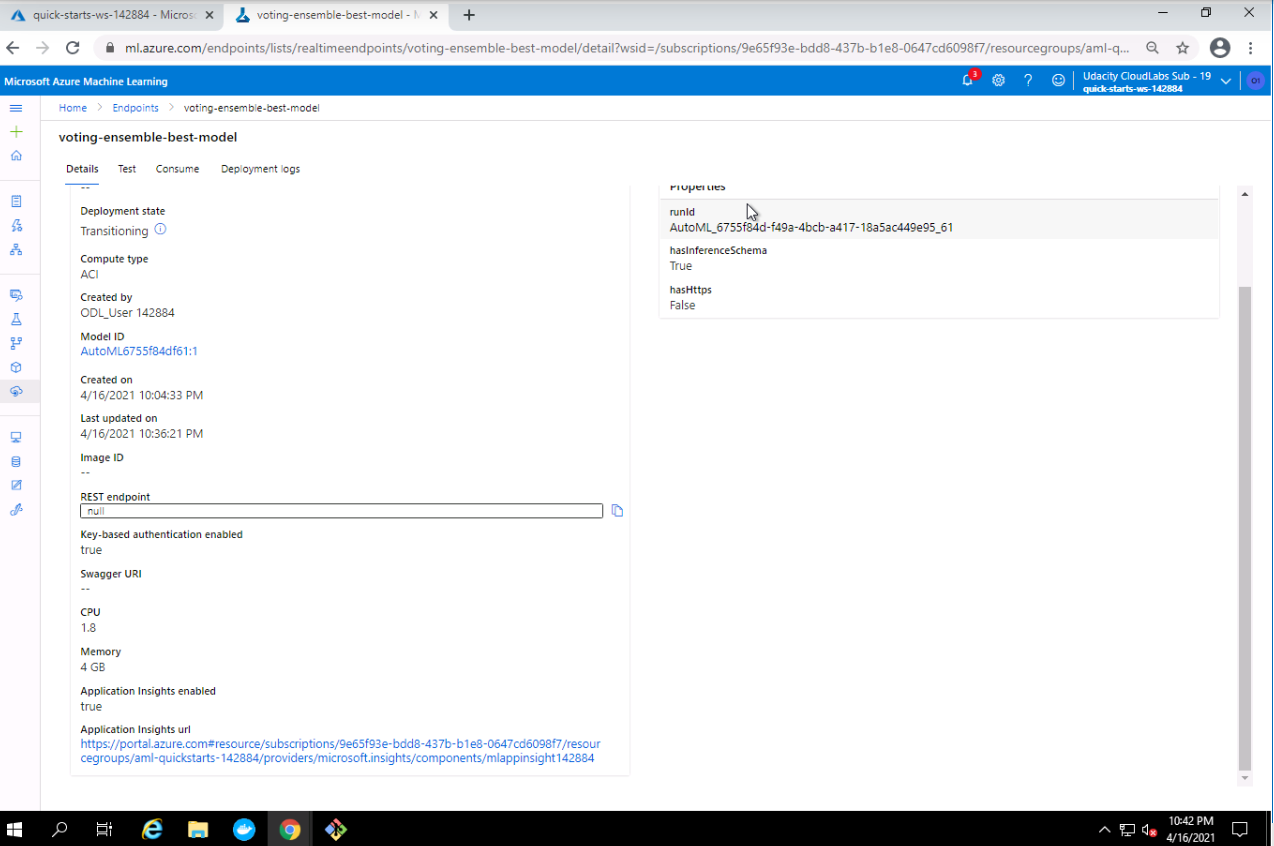 quick-starts-ws-142884 - Micros
voting-ensemble-best-model - M
ml.azure.com/endpoints/lists/realtimeendpoints/voting-ensemble-best-model/detail?wsid=/subscriptions/9e65f93e-bdd8-437b-b1e8-0647cd6098f7/resourcegroups/aml-q...
Microsoft Azure Machine Learning
3
Udacity CloudLabs Sub - 19
quick-starts-ws-142884
O1
Home > Endpoints > voting-ensemble-best-model
voting-ensemble-best-model
Details Test Consume Deployment logs
--
Deployment state
Transitioning
Compute type
ACI
Created by
ODL_User 142884
Model ID
AutoML6755f84df61:1
Created on
4/16/2021 10:04:33 PM
Last updated on
4/16/2021 10:36:21 PM
Image ID
--
REST endpoint
null
Key-based authentication enabled
true
Swagger URI
--
CPU
1.8
Memory
4 GB
Application Insights enabled
true
Application Insights url
https://portal.azure.com#resource/subscriptions/9e65f93e-bdd8-437b-b1e8-0647cd6098f7/resour
cegroups/aml-quickstarts-142884/providers/microsoft.insights/components/mlappinsight142884
Properties
runId
AutoML_6755f84d-f49a-4bcb-a417-18a5ac449e95_61
hasInferenceSchema
True
hasHttps
False
10:42 PM
4/16/2021